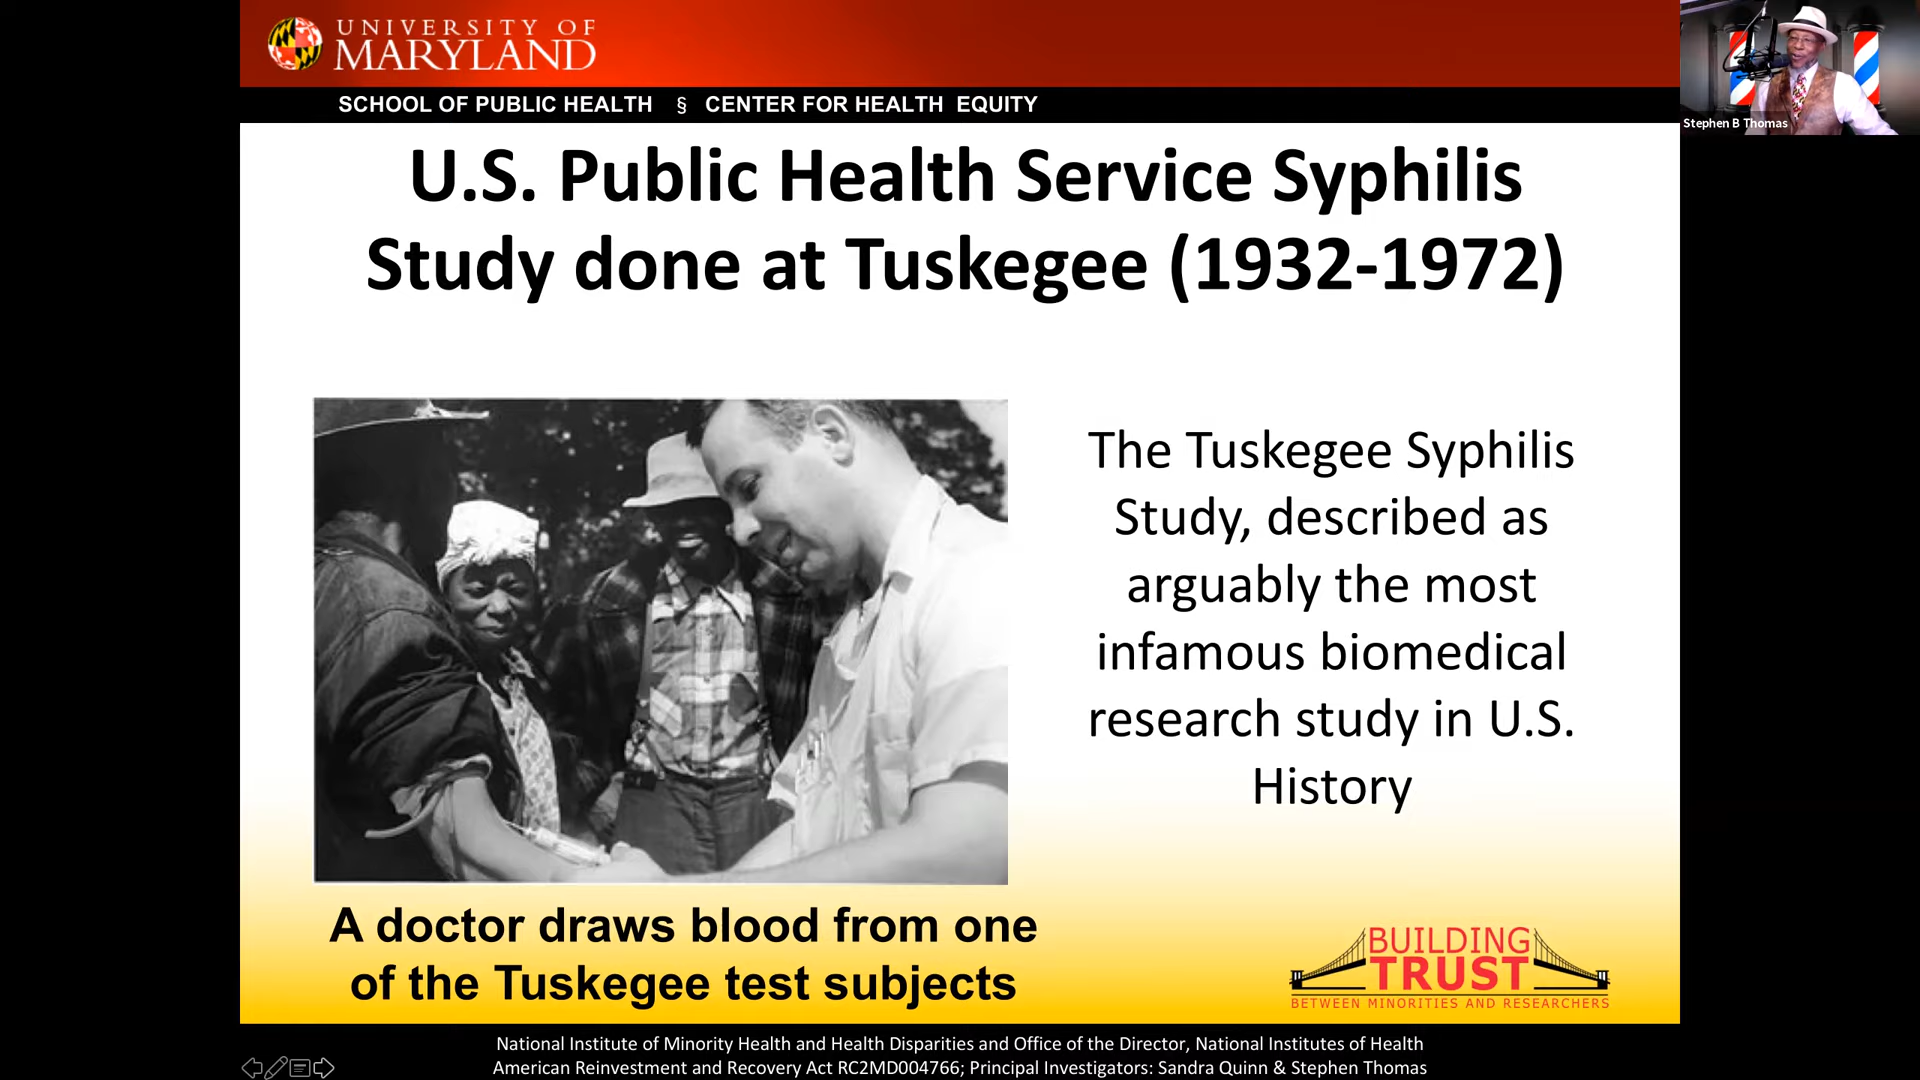 UNIVERSITY OF
MARYLAND
SCHOOL OF PUBLIC HEALTH § CENTER FOR HEALTH EQUITY
Stephen B Thomas
U.S. Public Health Service Syphilis
Study done at Tuskegee (1932-1972)
The Tuskegee Syphilis
Study, described as
arguably the most
infamous biomedical
research study in U.S.
History
A doctor draws blood from one
of the Tuskegee test subjects
BUILDING
TRUST
BETWEEN MINORITIES AND RESEARCHERS
National Institute of Minority Health and Health Disparities and Office of the Director, National Institutes of Health
American Reinvestment and Recovery Act RC2MD004766; Principal Investigators: Sandra Quinn & Stephen Thomas